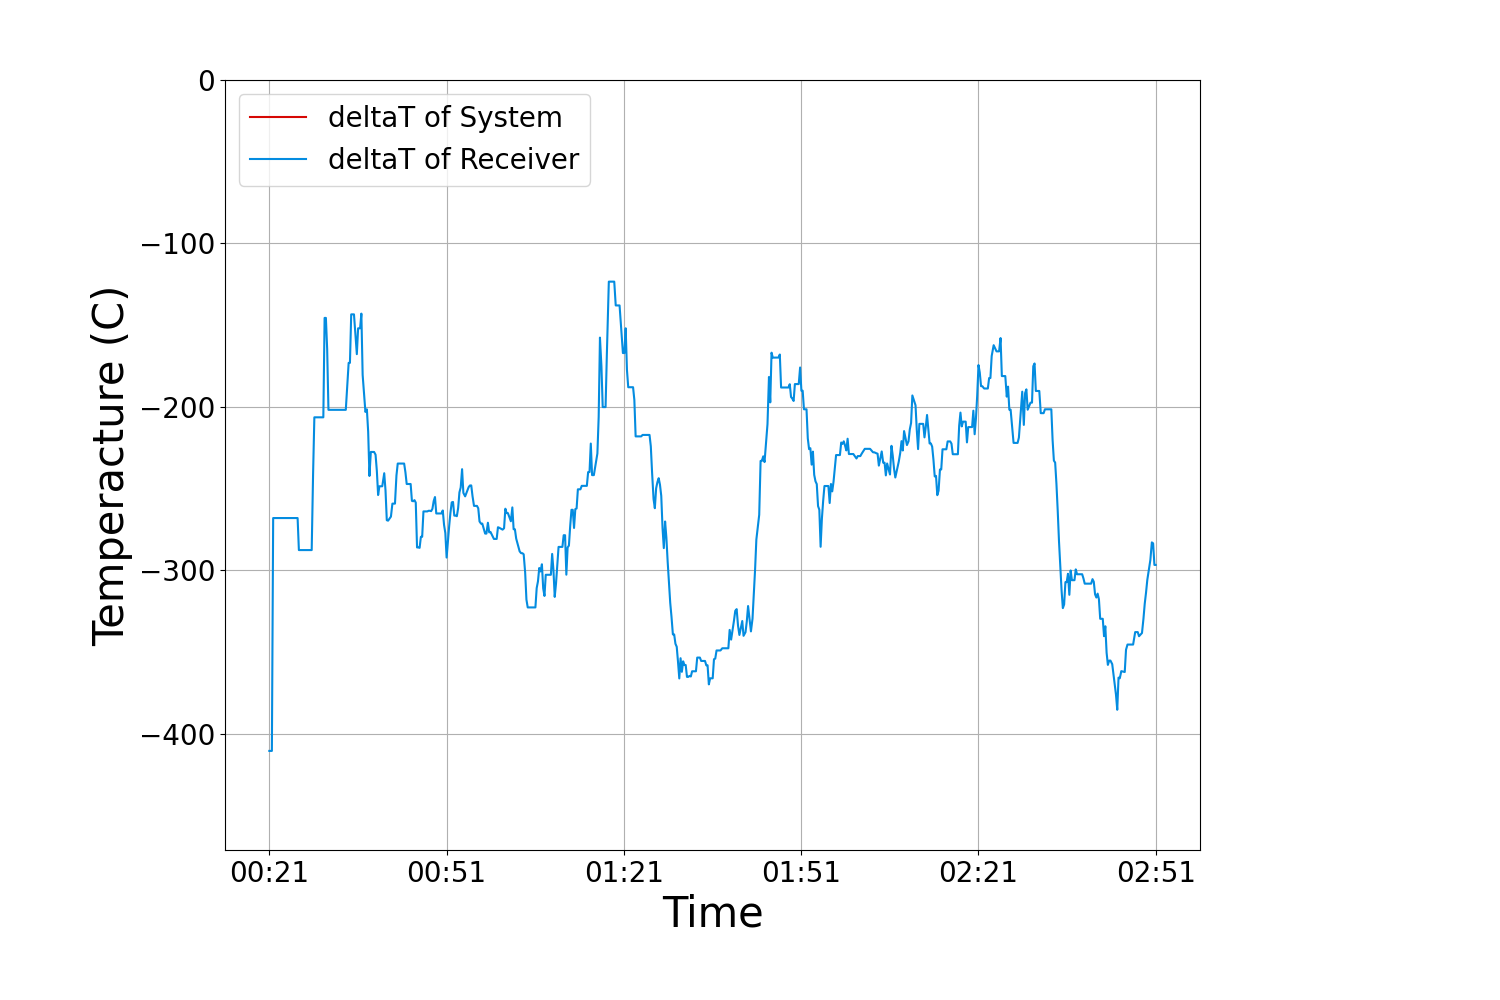 deltaT of System
deltaT of Receiver
0
−100
−200
−300
−400
Temperacture (C)
00:21 00:51 01:21 01:51 02:21 02:51
Time